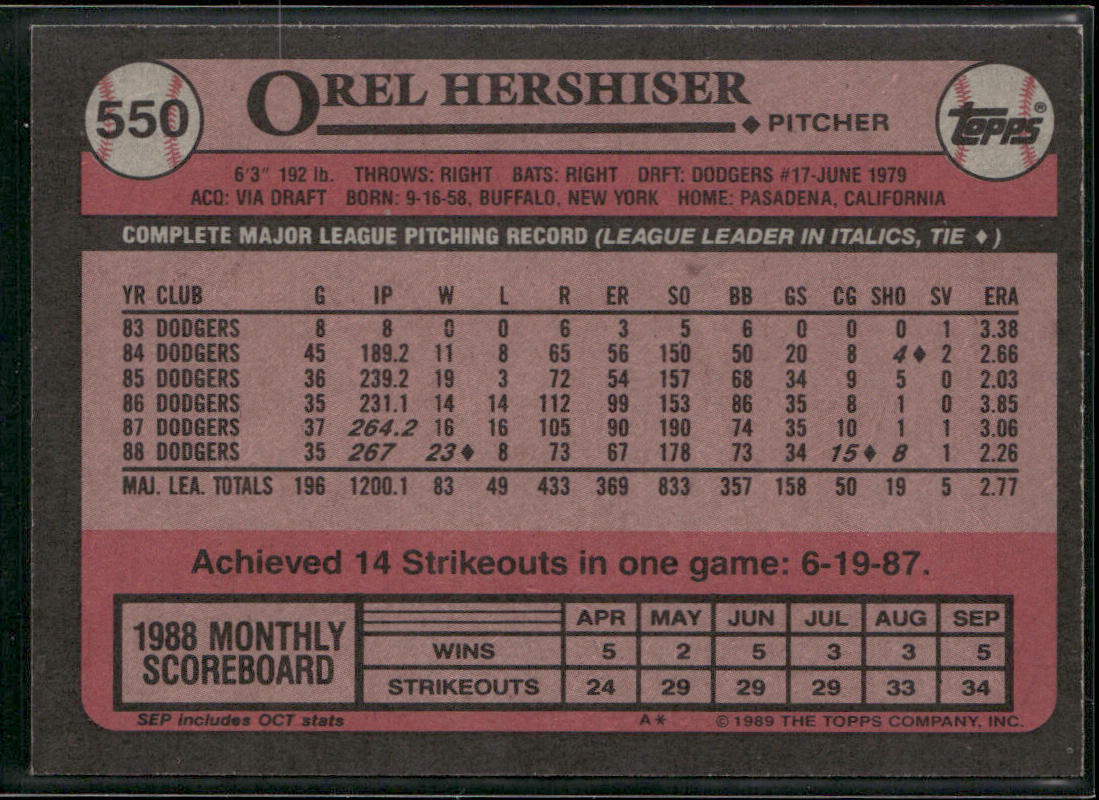 550
OREL HERSHISER
♦ PITCHER
TOPPS®
6'3" 192 lb. THROWS: RIGHT BATS: RIGHT DRFT: DODGERS #17-JUNE 1979
ACQ: VIA DRAFT BORN: 9-16-58, BUFFALO, NEW YORK HOME: PASADENA, CALIFORNIA
COMPLETE MAJOR LEAGUE PITCHING RECORD (LEAGUE LEADER IN ITALICS, TIE ♦)
YR CLUB G IP W L R ER SO BB GS CG SHO SV ERA
83 DODGERS 8 8 0 0 6 3 5 6 0 0 0 1 3.38
84 DODGERS 45 189.2 11 8 65 56 150 50 20 8 4♦ 2 2.66
85 DODGERS 36 239.2 19 3 72 54 157 68 34 9 5 0 2.03
86 DODGERS 35 231.1 14 14 112 99 153 86 35 8 1 0 3.85
87 DODGERS 37 264.2 16 16 105 90 190 74 35 10 1 1 3.06
88 DODGERS 35 267 23♦ 8 73 67 178 73 34 15♦ 8 1 2.26
MAJ. LEA. TOTALS 196 1200.1 83 49 433 369 833 357 158 50 19 5 2.77
Achieved 14 Strikeouts in one game: 6-19-87.
1988 MONTHLY
SCOREBOARD
APR MAY JUN JUL AUG SEP
WINS 5 2 5 3 3 5
STRIKEOUTS 24 29 29 29 33 34
SEP includes OCT stats A* © 1989 THE TOPPS COMPANY, INC.